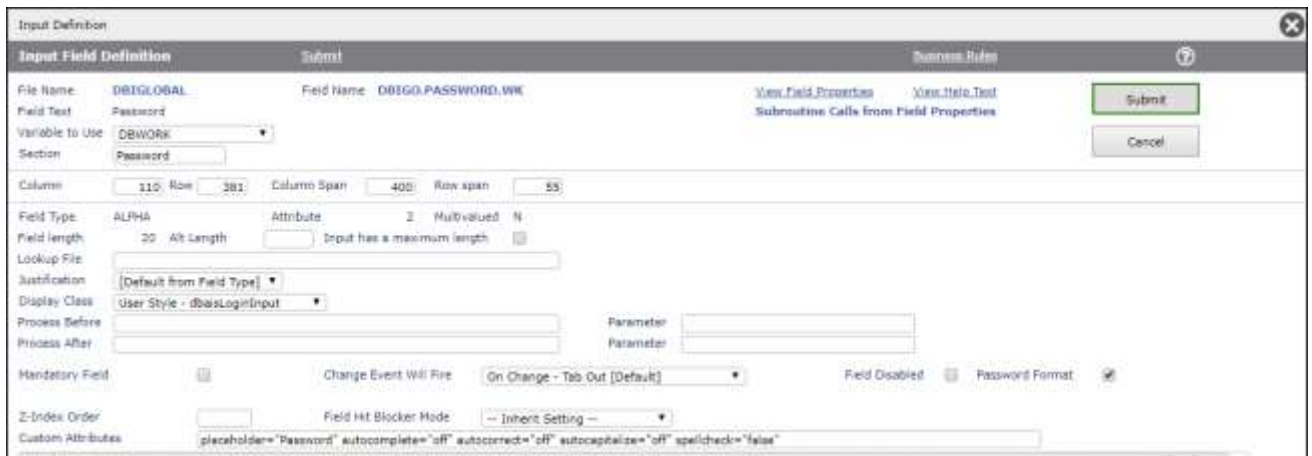 Input Definition
Input Field Definition Submit Business Rules ?
File Name DBIGLOBAL Field Name DBIGO.PASSWORD.WK View Field Properties View Help Text Submit
Field Text Password Subroutine Calls from Field Properties
Variable to Use DBWORK Cancel
Section Password
Column 110 Row 381 Column Span 400 Row span 55
Field Type ALPHA Attribute 2 Multivalued N
Field length 20 Alt Length Input has a maximum length
Lookup File
Justification [Default from Field Type]
Display Class User Style - dbaisLoginInput
Process Before Parameter
Process After Parameter
Mandatory Field Change Event Will Fire On Change - Tab Out [Default] Field Disabled Password Format
Z-Index Order Field Hit Blocker Mode -- Inherit Setting --
Custom Attributes placeholder="Password" autocomplete="off" autocorrect="off" autocapitalize="off" spellcheck="false"